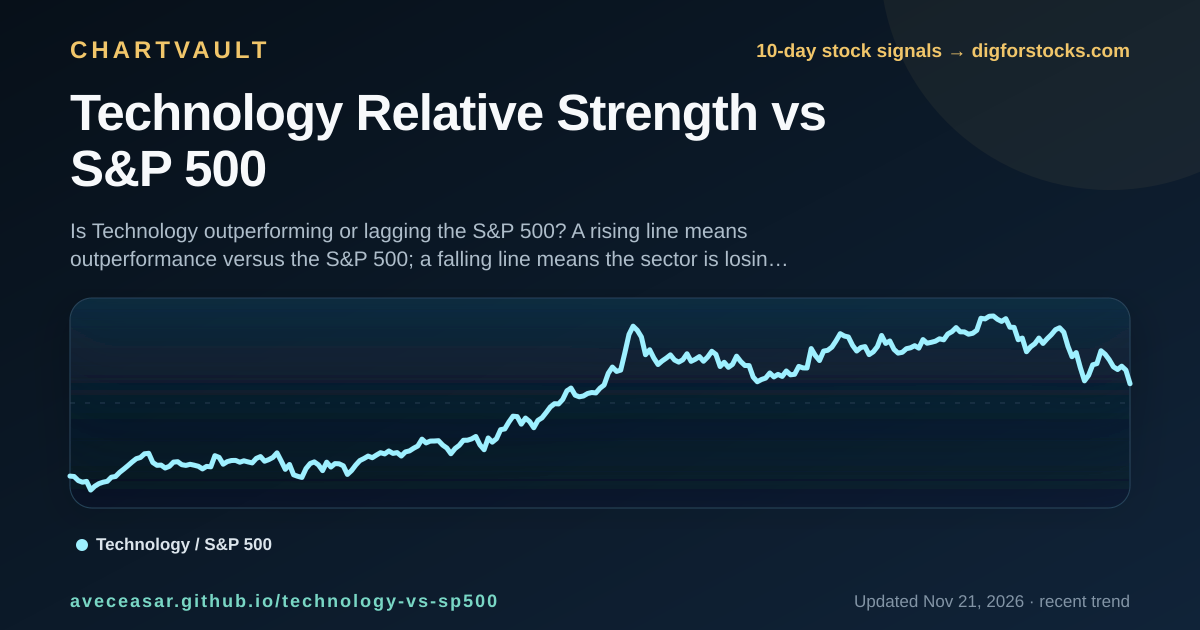 CHARTVAULT
10-day stock signals → digforstocks.com
Technology Relative Strength vs
S&P 500
Is Technology outperforming or lagging the S&P 500? A rising line means
outperformance versus the S&P 500; a falling line means the sector is losin…
Technology / S&P 500
aveceasar.github.io/technology-vs-sp500
Updated Nov 21, 2026 · recent trend